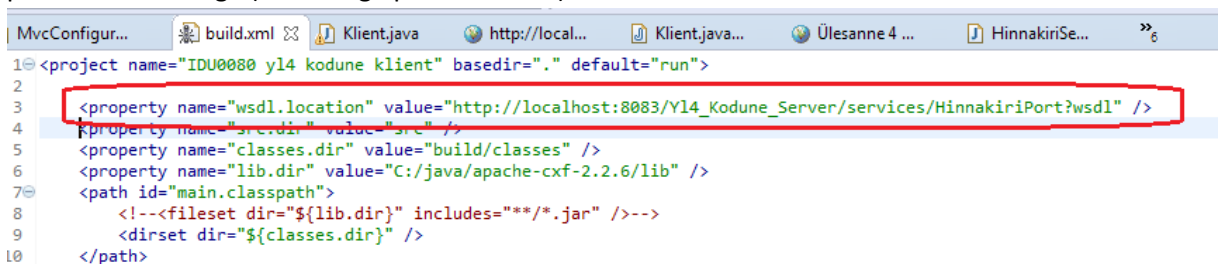 MvcConfigur... build.xml Klient.java http://local... Klient.java... Ülesanne 4 ... HinnakiriSe... »6
1 <project name="IDU0080 yl4 kodune klient" basedir="." default="run">
2
3 <property name="wsdl.location" value="http://localhost:8083/Yl4_Kodune_Server/services/HinnakiriPort?wsdl" />
4 <property name="src.dir" value="src" />
5 <property name="classes.dir" value="build/classes" />
6 <property name="lib.dir" value="C:/java/apache-cxf-2.2.6/lib" />
7 <path id="main.classpath">
8 <!--<fileset dir="${lib.dir}" includes="**/*.jar" />-->
9 <dirset dir="${classes.dir}" />
10 </path>